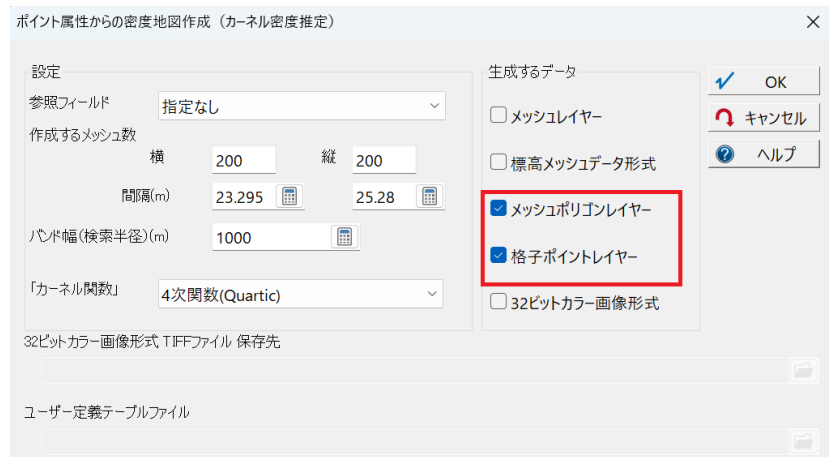 ポイント属性からの密度地図作成（カーネル密度推定）
設定
参照フィールド 指定なし
作成するメッシュ数
横 200 縦 200
間隔(m) 23.295 25.28
バンド幅(検索半径)(m) 1000
「カーネル関数」 4次関数(Quartic)
生成するデータ
メッシュレイヤー
標高メッシュデータ形式
メッシュポリゴンレイヤー
格子ポイントレイヤー
32ビットカラー画像形式
OK
キャンセル
ヘルプ
32ビットカラー画像形式 TIFFファイル 保存先
ユーザー定義テーブルファイル